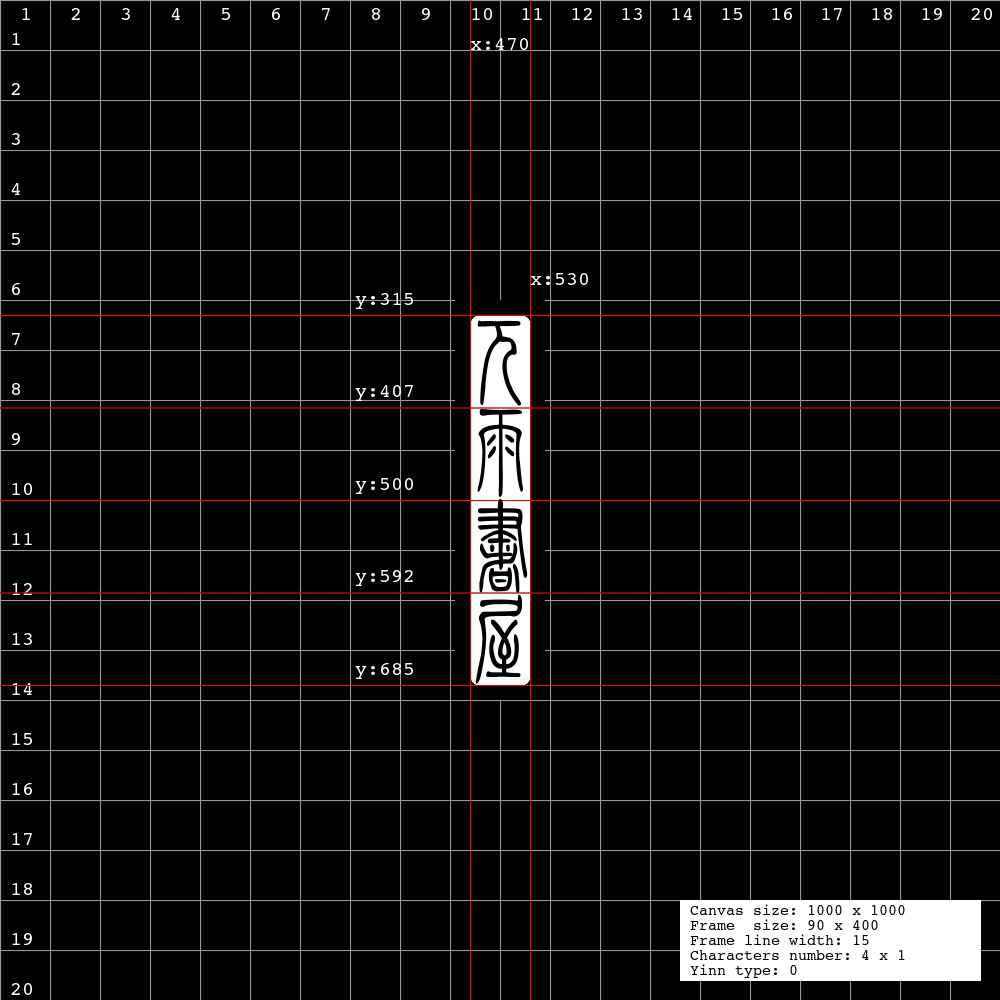 1 2 3 4 5 6 7 8 9 10 11 12 13 14 15 16 17 18 19 20
1
x:470
2
3
4
5
x:530
6
y:315
7
8
y:407
9
10
y:500
11
12
y:592
13
14
y:685
雨書屋
15
16
17
18
19
20
Canvas size: 1000 x 1000
Frame  size: 90 x 400
Frame line width: 15
Characters number: 4 x 1
Yinn type: 0